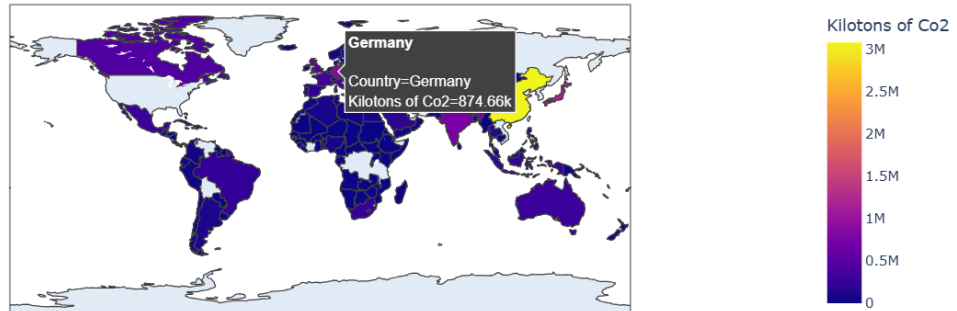 Germany
Country=Germany
Kilotons of Co2=874.66k
Kilotons of Co2
3M
2.5M
2M
1.5M
1M
0.5M
0